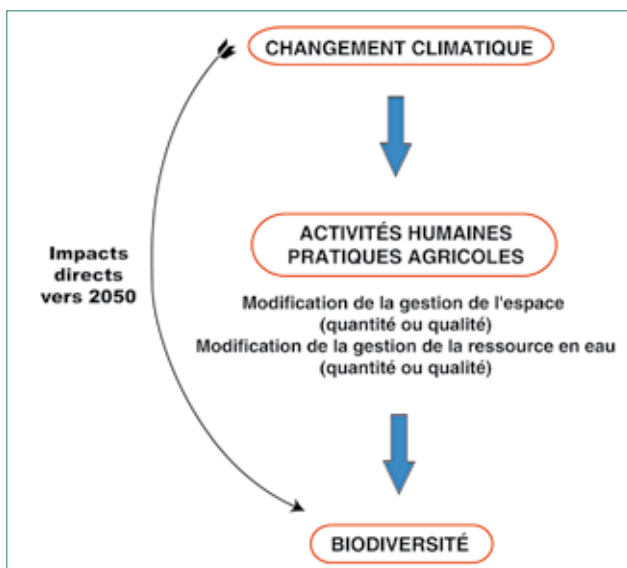 CHANGEMENT CLIMATIQUE
ACTIVITÉS HUMAINES
PRATIQUES AGRICOLES
Impacts
directs
vers 2050
Modification de la gestion de l'espace
(quantité ou qualité)
Modification de la gestion de la ressource en eau
(quantité ou qualité)
BIODIVERSITÉ